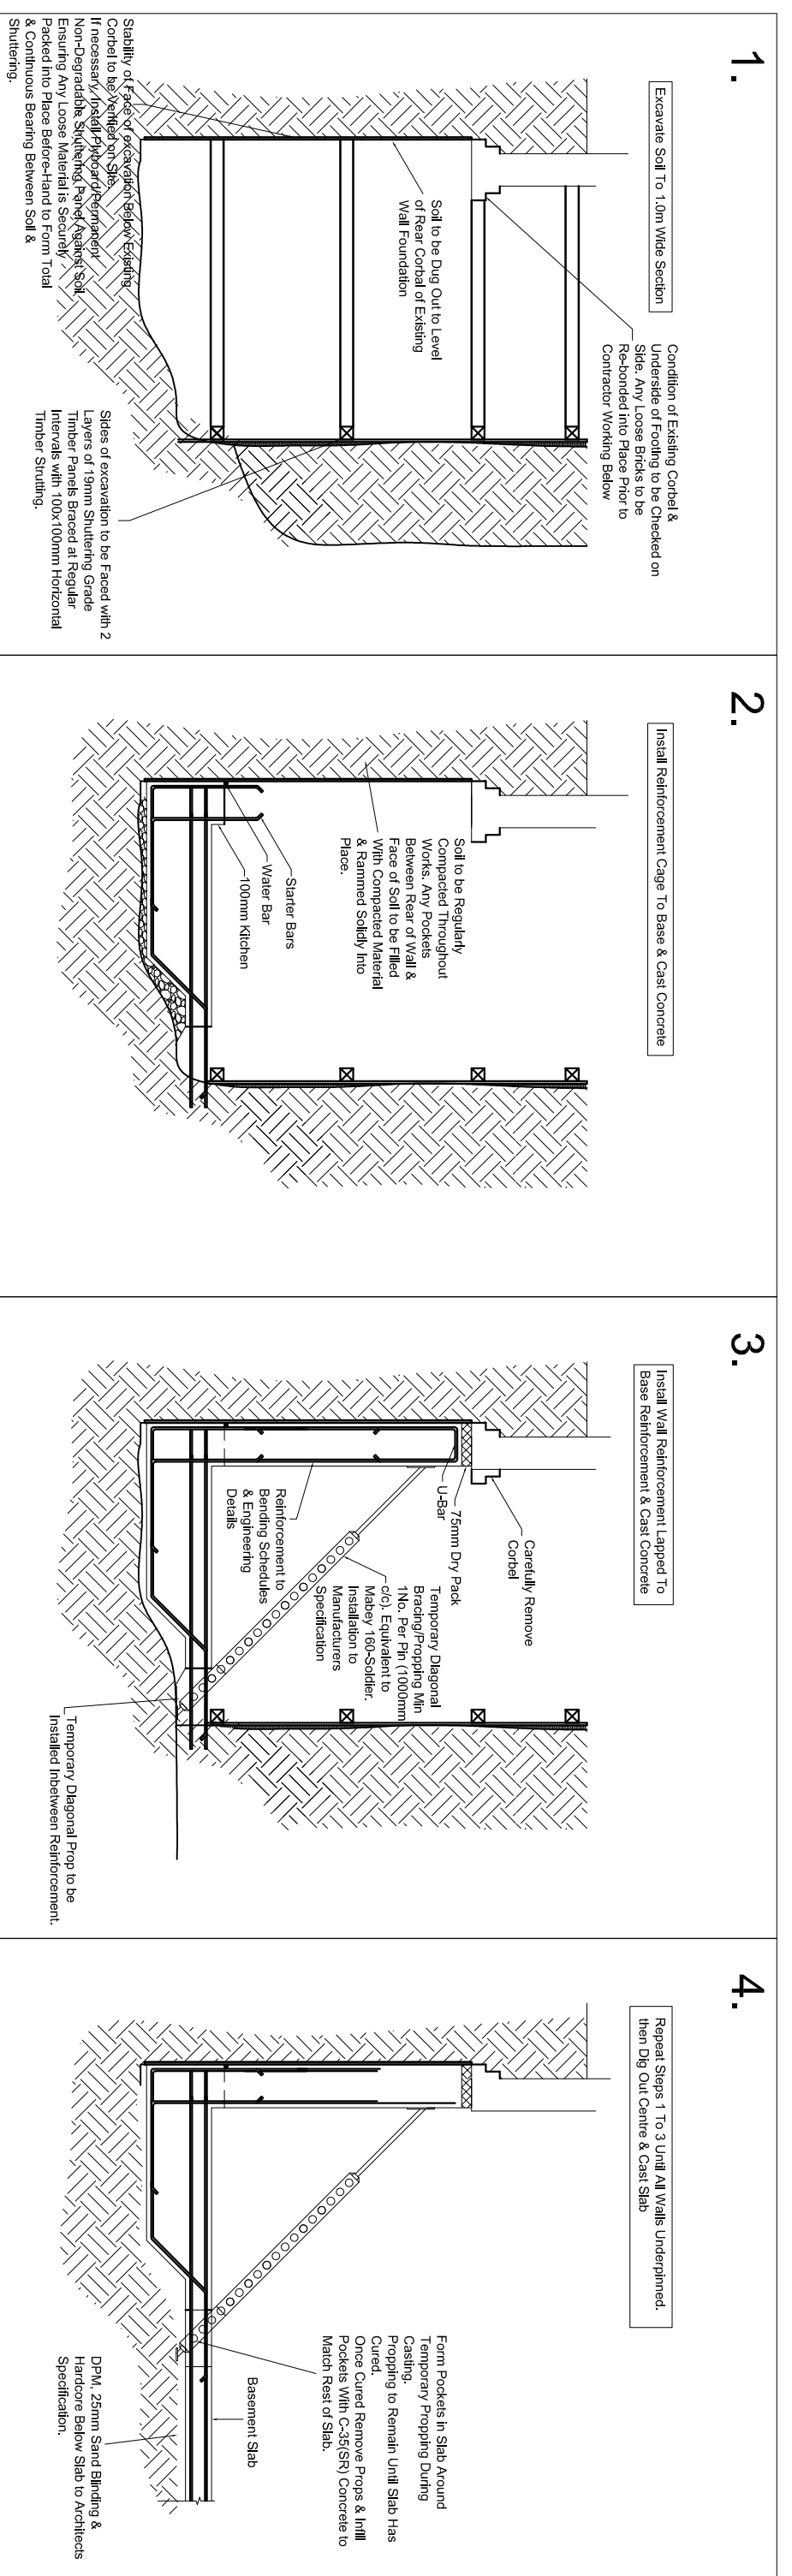 1.
Excavate Soil To 1.0m Wide Section
Condition of Existing Corbel &
Underside of Footing to be Checked on
Side. Any Loose Bricks to be
Re-bonded into Place Prior to
Contractor Working Below
Soil to be Dug Out to Level
of Rear Corbal of Existing
Wall Foundation
Stability of Face of excavation Below Existing
Corbel to be Verified on Site.
If necessary, Install Plyboard/Permanent
Non-Degradable Shuttering Panel Against Soil
Ensuring Any Loose Material is Securely
Packed into Place Before-Hand to Form Total
& Continuous Bearing Between Soil &
Shuttering.
Sides of excavation to be Faced with 2
Layers of 19mm Shuttering Grade
Timber Panels Braced at Regular
Intervals with 100x100mm Horizontal
Timber Strutting.
2.
Install Reinforcement Cage To Base & Cast Concrete
Soil to be Regularly
Compacted Throughout
Works. Any Pockets
Between Rear of Wall &
Face of Soil to be Filled
With Compacted Material
& Rammed Solidly Into
Place.
Starter Bars
Water Bar
100mm Kitchen
3.
Install Wall Reinforcement Lapped To
Base Reinforcement & Cast Concrete
Carefully Remove
Corbel
75mm Dry Pack
U-Bar
Temporary Diagonal
Bracing/Propping Min
1No. Per Pin (1000mm
c/c). Equivalent to
Mabey 160-Soldier.
Installation to
Manufacturers
Specification
Reinforcement to
Bending Schedules
& Engineering
Details
Temporary Diagonal Prop to be
Installed Inbetween Reinforcement.
4.
Repeat Steps 1 To 3 Until All Walls Underpinned.
then Dig Out Centre & Cast Slab
Form Pockets in Slab Around
Temporary Propping During
Casting.
Propping to Remain Until Slab Has
Cured.
Once Cured Remove Props & Infill
Pockets With C-35(SR) Concrete to
Match Rest of Slab.
Basement Slab
DPM, 25mm Sand Blinding &
Hardcore Below Slab to Architects
Specification.